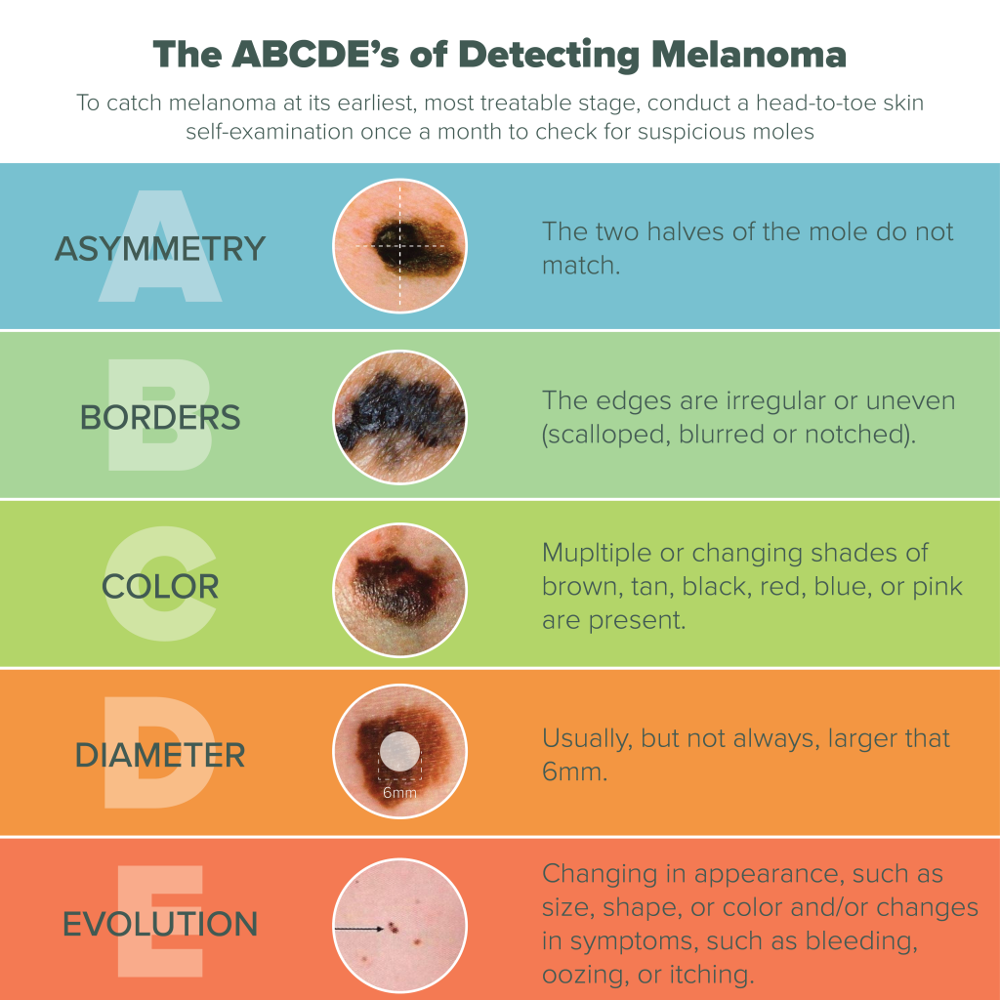 The ABCDE's of Detecting Melanoma
To catch melanoma at its earliest, most treatable stage, conduct a head-to-toe skin
self-examination once a month to check for suspicious moles
A
ASYMMETRY
The two halves of the mole do not
match.
B
BORDERS
The edges are irregular or uneven
(scalloped, blurred or notched).
C
COLOR
Mupltiple or changing shades of
brown, tan, black, red, blue, or pink
are present.
D
DIAMETER
6mm
Usually, but not always, larger that
6mm.
E
EVOLUTION
Changing in appearance, such as
size, shape, or color and/or changes
in symptoms, such as bleeding,
oozing, or itching.